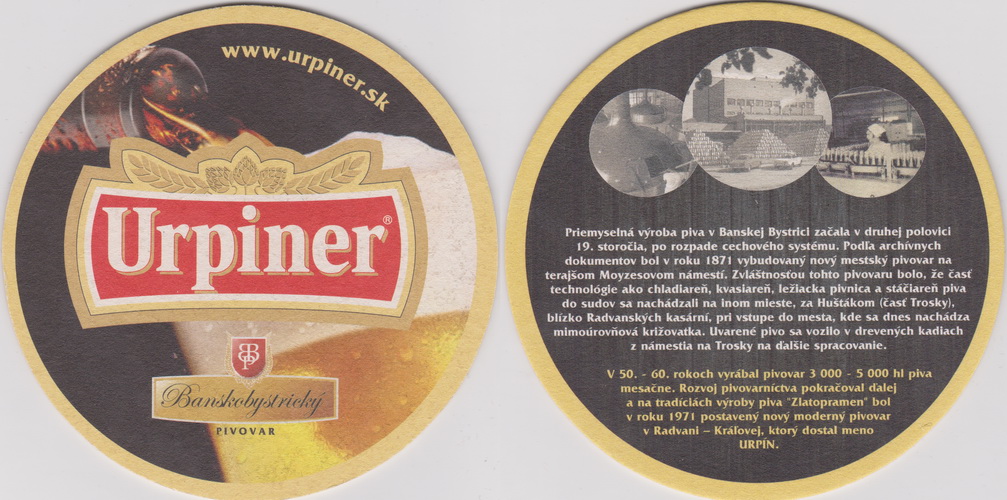 www.urpiner.sk
Urpiner®
BBP
Banskobystrický
PIVOVAR
Priemyselná výroba piva v Banskej Bystrici začala v druhej polovici
19. storočia, po rozpade cechového systému. Podľa archívnych
dokumentov bol v roku 1871 vybudovaný nový mestský pivovar na
terajšom Moyzesovom námestí. Zvláštnosťou tohto pivovaru bolo, že časť
technológie ako chladiareň, kvasiareň, ležiacka pivnica a stáčiareň piva
do sudov sa nachádzali na inom mieste, za Huštákom (časť Trosky),
blízko Radvanských kasární, pri vstupe do mesta, kde sa dnes nachádza
mimoúrovňová križovatka. Uvarené pivo sa vozilo v drevených kadiach
z námestia na Trosky na ďalšie spracovanie.
V 50. - 60. rokoch vyrábal pivovar 3 000 - 5 000 hl piva
mesačne. Rozvoj pivovarníctva pokračoval ďalej
a na tradíciách výroby piva "Zlatoprameň" bol
v roku 1971 postavený nový moderný pivovar
v Radvani – Kráľovej, ktorý dostal meno
URPÍN.